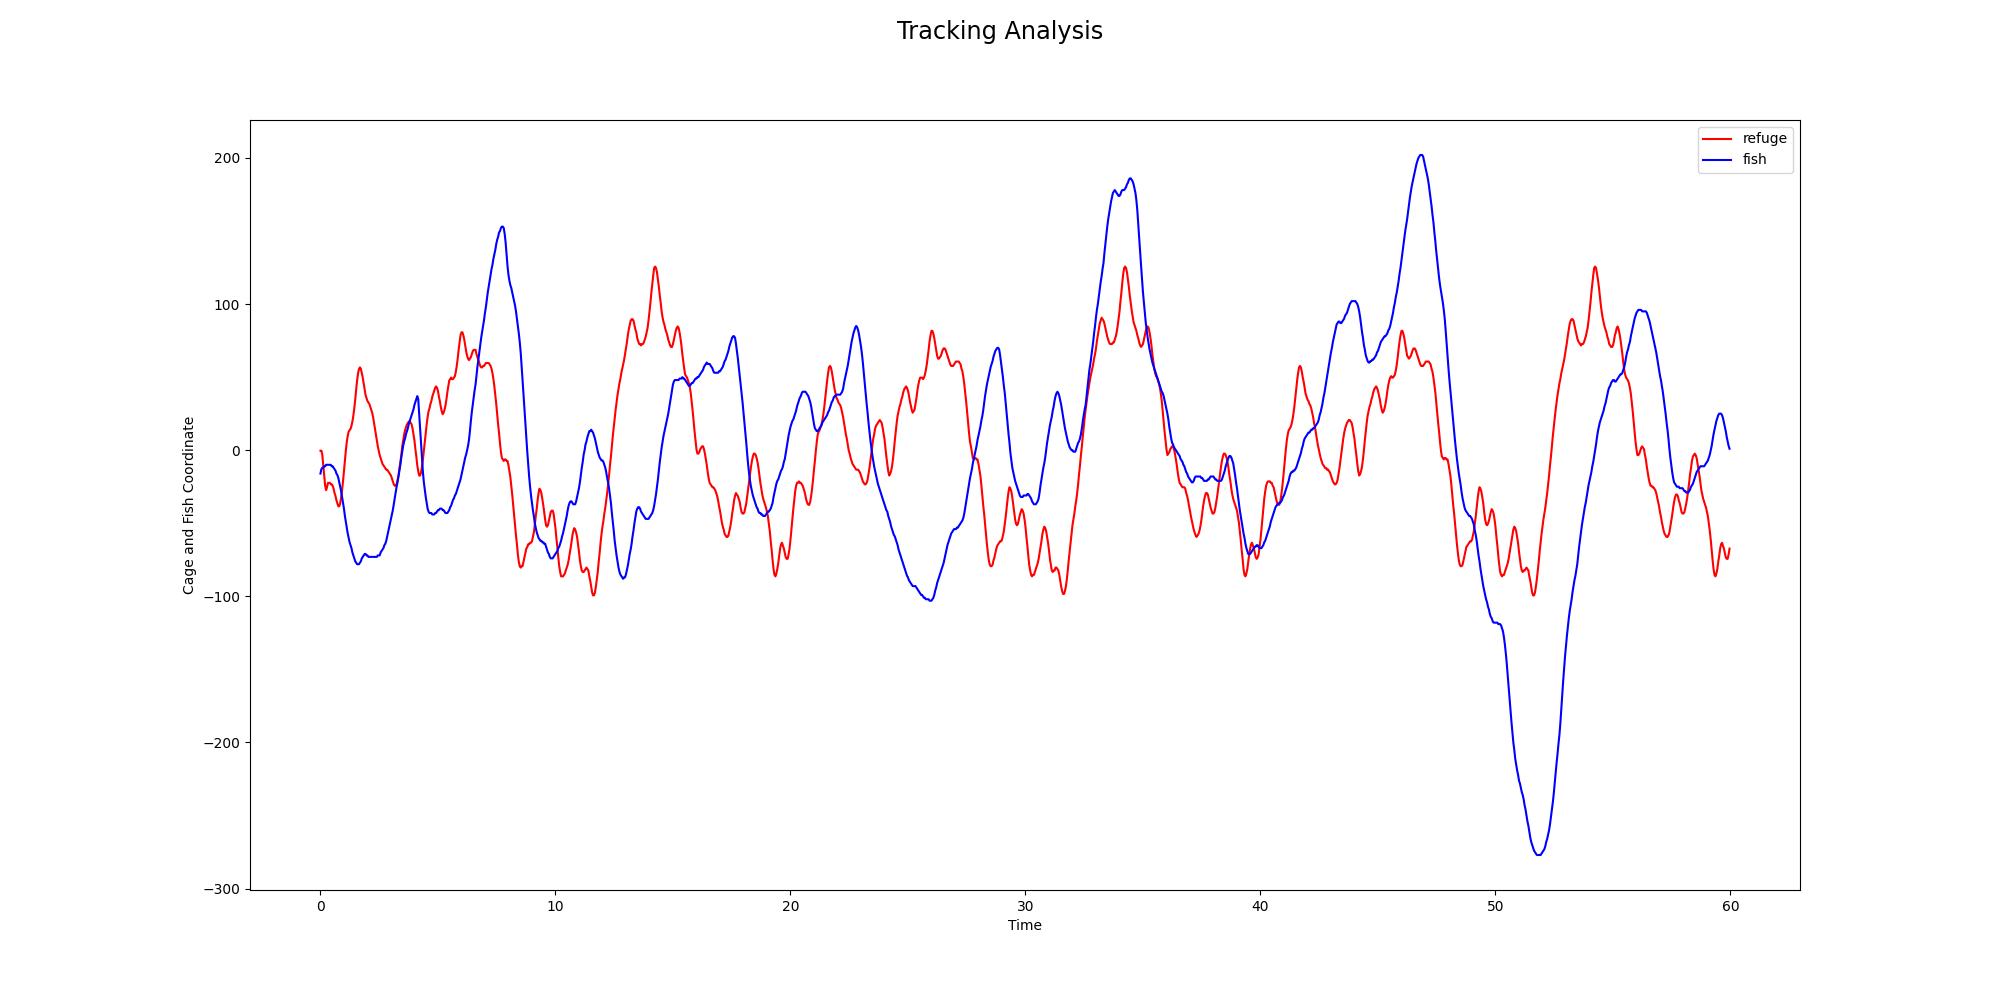 Tracking Analysis
refuge
fish
200
100
0
−100
−200
−300
Cage and Fish Coordinate
0 10 20 30 40 50 60
Time